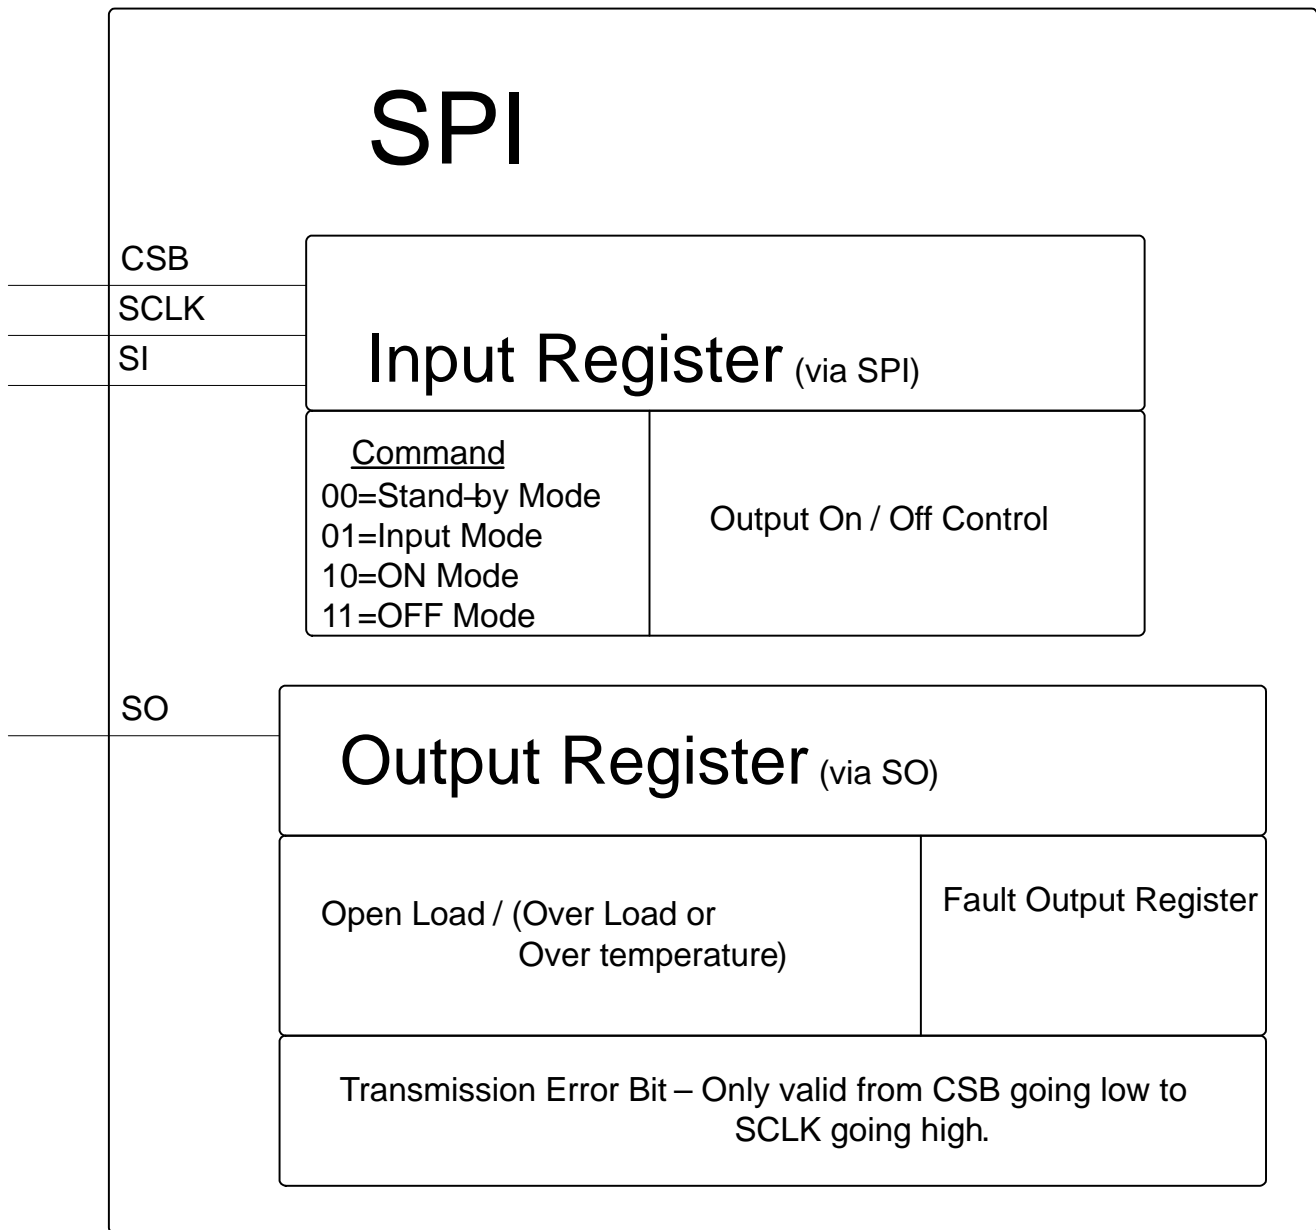 SPI
CSB
SCLK
SI
Input Register (via SPI)
Command
00=Stand-by Mode
01=Input Mode
10=ON Mode
11=OFF Mode
Output On / Off Control
SO
Output Register (via SO)
Open Load / (Over Load or
Over temperature)
Fault Output Register
Transmission Error Bit – Only valid from CSB going low to
SCLK going high.